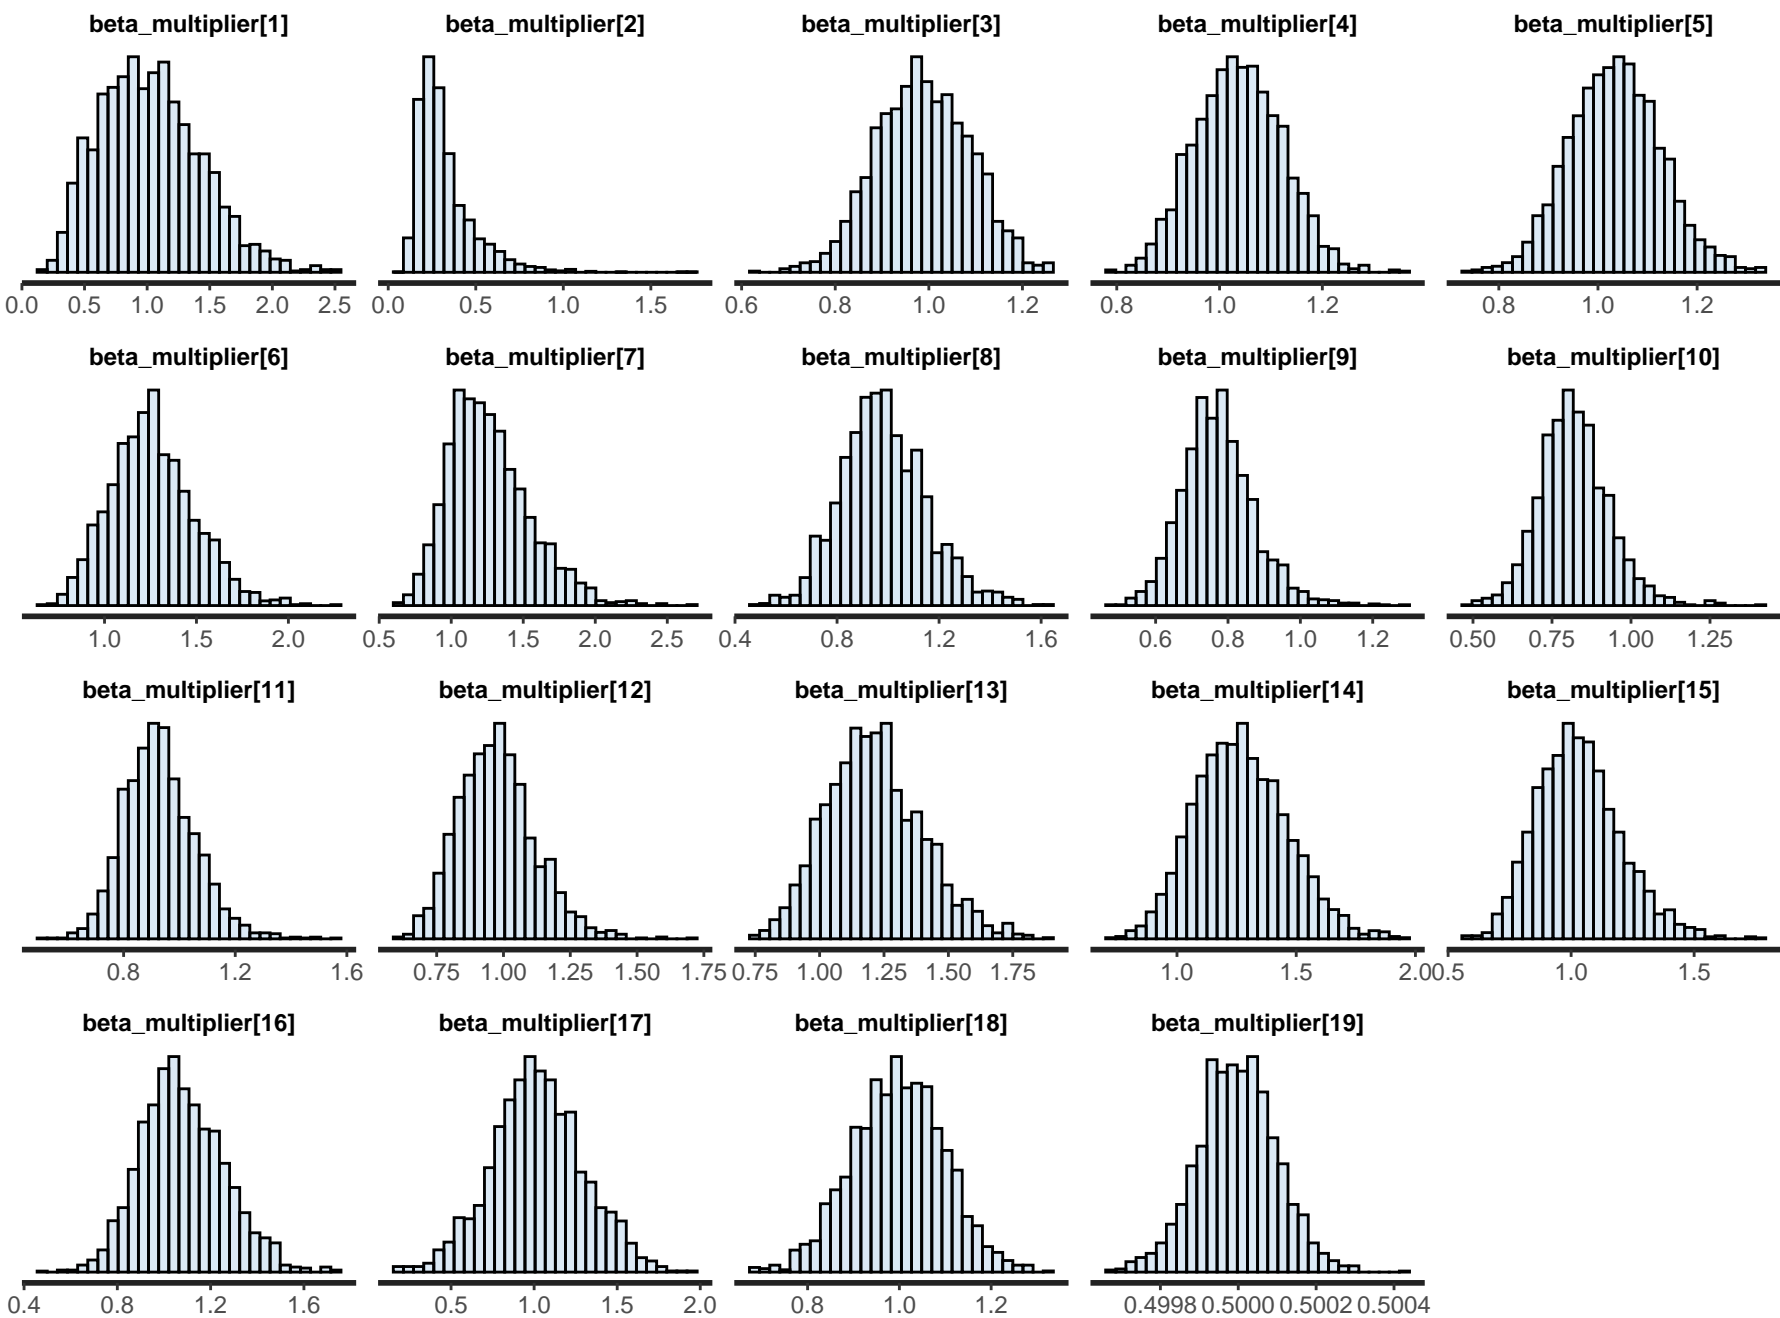 beta_multiplier[1] beta_multiplier[2] beta_multiplier[3] beta_multiplier[4] beta_multiplier[5]
0.0 0.5 1.0 1.5 2.0 2.5 0.0 0.5 1.0 1.5 0.6 0.8 1.0 1.2 0.8 1.0 1.2 0.8 1.0 1.2
beta_multiplier[6] beta_multiplier[7] beta_multiplier[8] beta_multiplier[9] beta_multiplier[10]
1.0 1.5 2.0 0.5 1.0 1.5 2.0 2.5 0.4 0.8 1.2 1.6 0.6 0.8 1.0 1.2 0.50 0.75 1.00 1.25
beta_multiplier[11] beta_multiplier[12] beta_multiplier[13] beta_multiplier[14] beta_multiplier[15]
0.8 1.2 1.6 0.75 1.00 1.25 1.50 1.75 0.75 1.00 1.25 1.50 1.75 1.0 1.5 2.0 0.5 1.0 1.5
beta_multiplier[16] beta_multiplier[17] beta_multiplier[18] beta_multiplier[19]
0.4 0.8 1.2 1.6 0.5 1.0 1.5 2.0 0.8 1.0 1.2 0.4998 0.5000 0.5002 0.5004